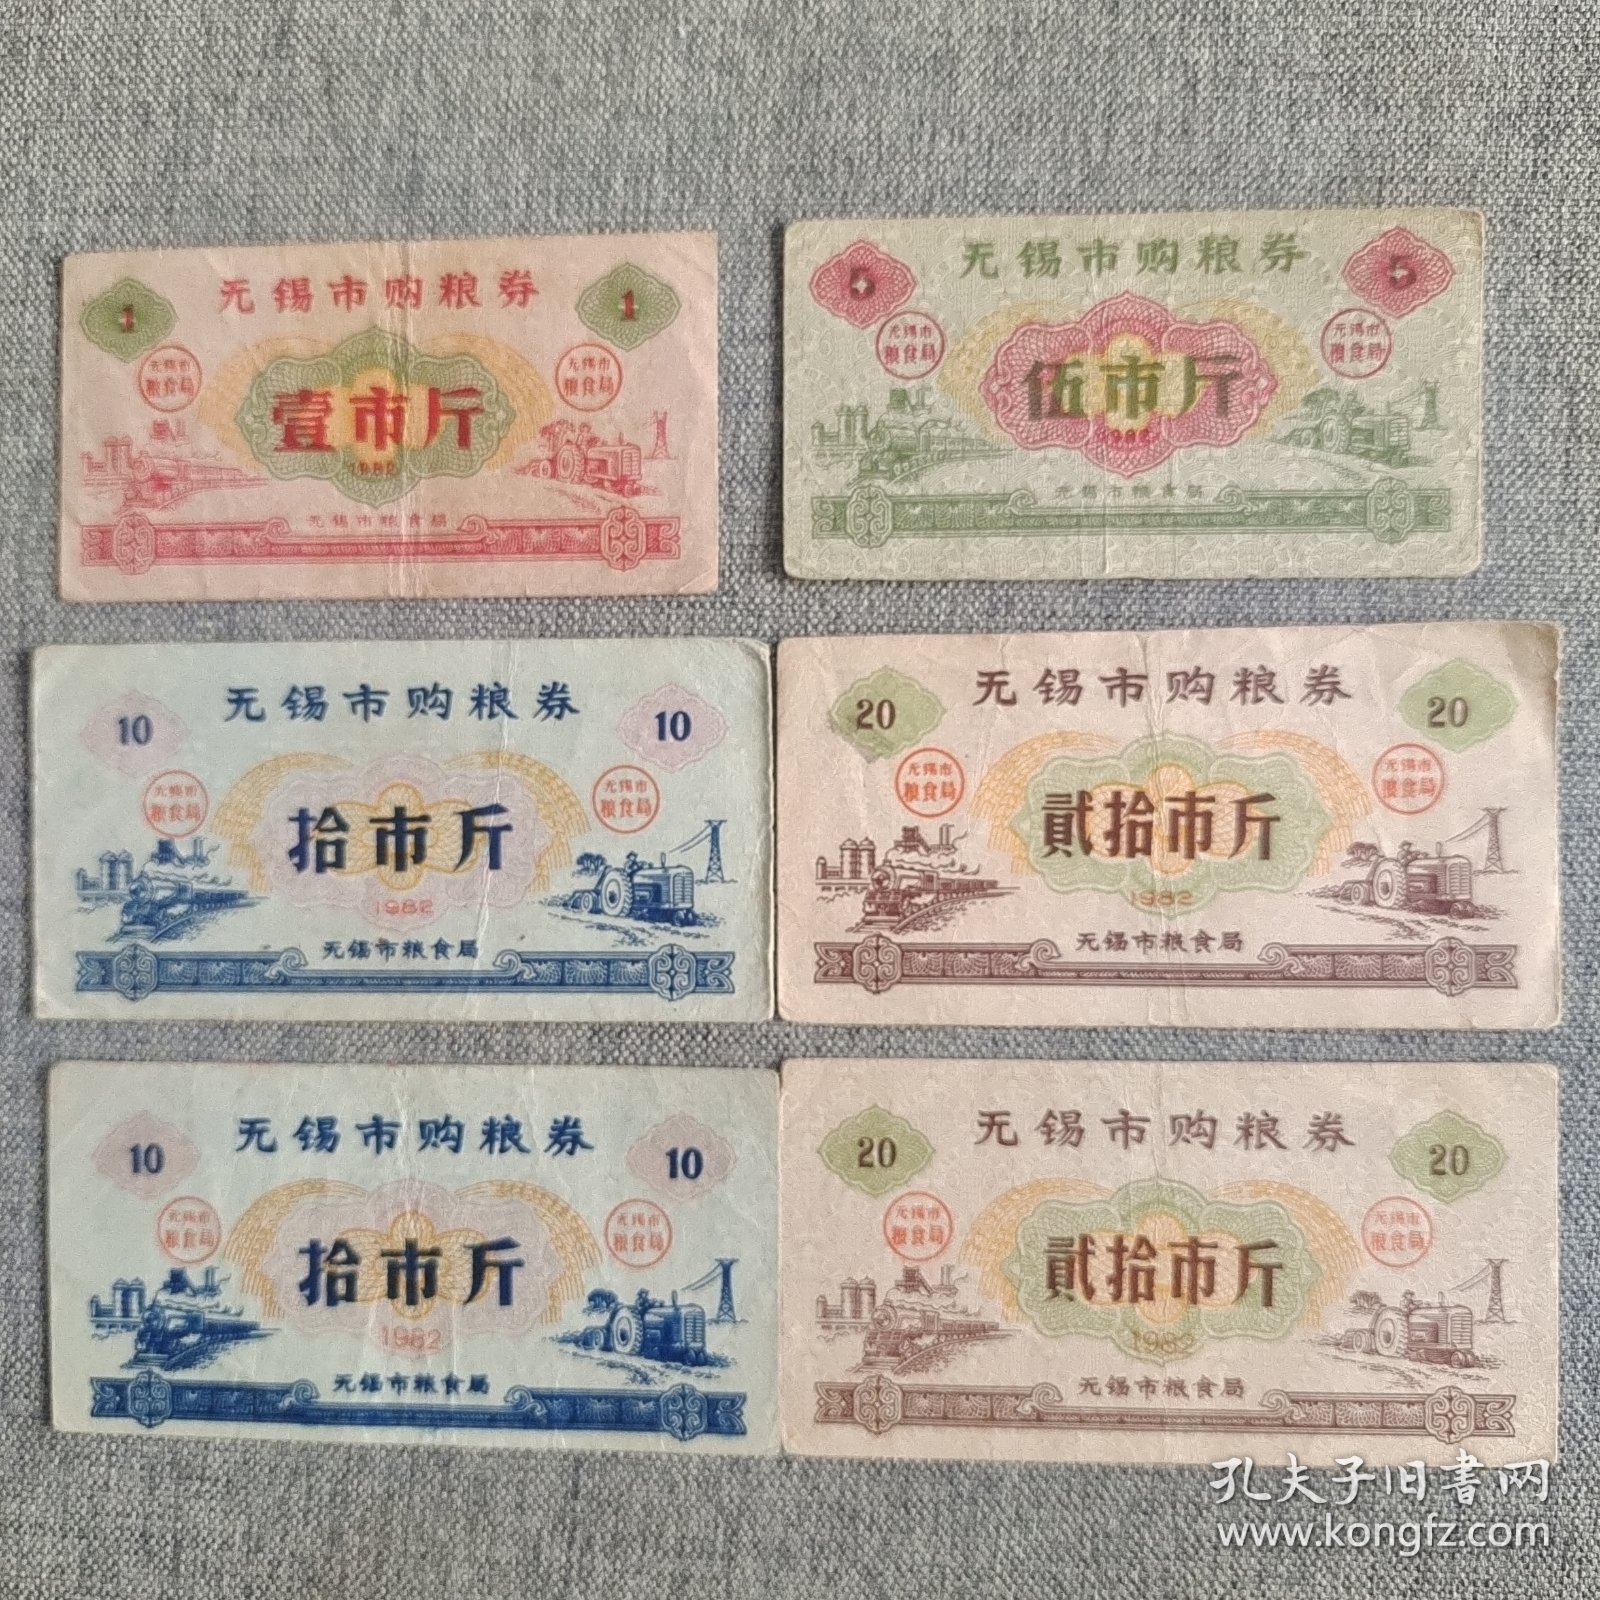 无锡市购粮券
1 1
无锡市
粮食局
无锡市
粮食局
壹市斤
1982
无锡市粮食局
无锡市购粮券
5 5
无锡市
粮食局
无锡市
粮食局
伍市斤
1982
无锡市粮食局
无锡市购粮券
10 10
无锡市
粮食局
无锡市
粮食局
拾市斤
1982
无锡市粮食局
无锡市购粮券
20 20
无锡市
粮食局
无锡市
粮食局
贰拾市斤
1982
无锡市粮食局
无锡市购粮券
10 10
无锡市
粮食局
无锡市
粮食局
拾市斤
1982
无锡市粮食局
无锡市购粮券
20 20
无锡市
粮食局
无锡市
粮食局
贰拾市斤
1982
无锡市粮食局
孔夫子旧书网
www.kongfz.com